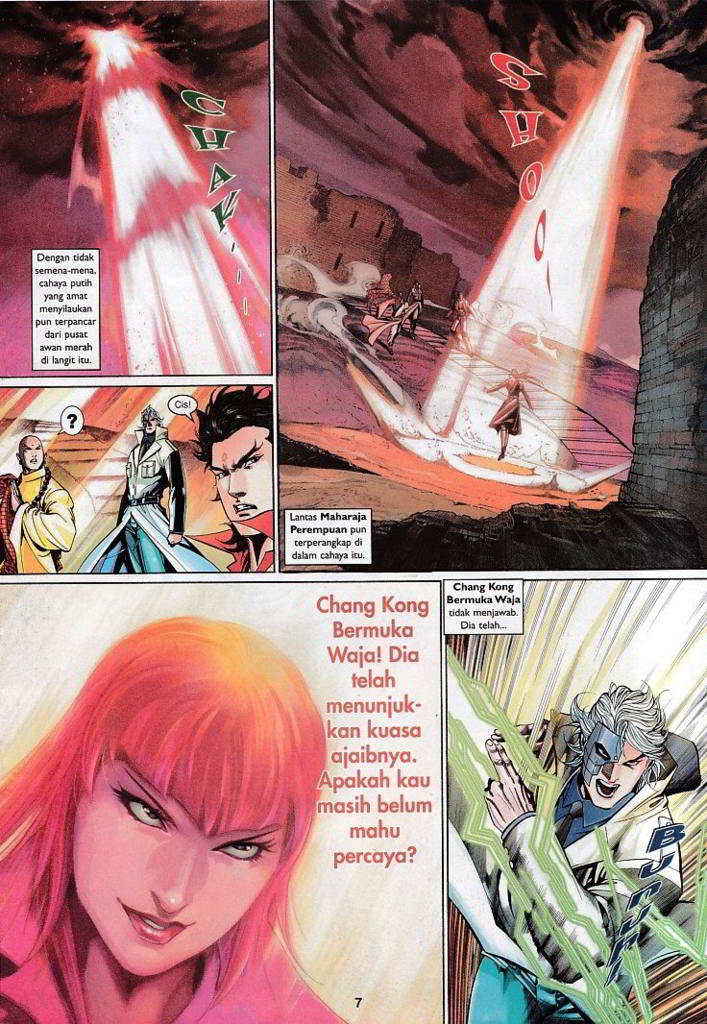 CHAK....
Dengan tidak
semena-mena,
cahaya putih
yang amat
menyilaukan
pun terpancar
dari pusat
awan merah
di langit itu.
SHOOO!
Lantas Maharaja
Perempuan pun
terperangkap di
dalam cahaya itu.
?
Cis!
Chang Kong
Bermuka
Waja! Dia
telah
menunjuk-
kan kuasa
ajaibnya.
Apakah kau
masih belum
mahu
percaya?
Chang Kong
Bermuka Waja
tidak menjawab.
Dia telah...
7